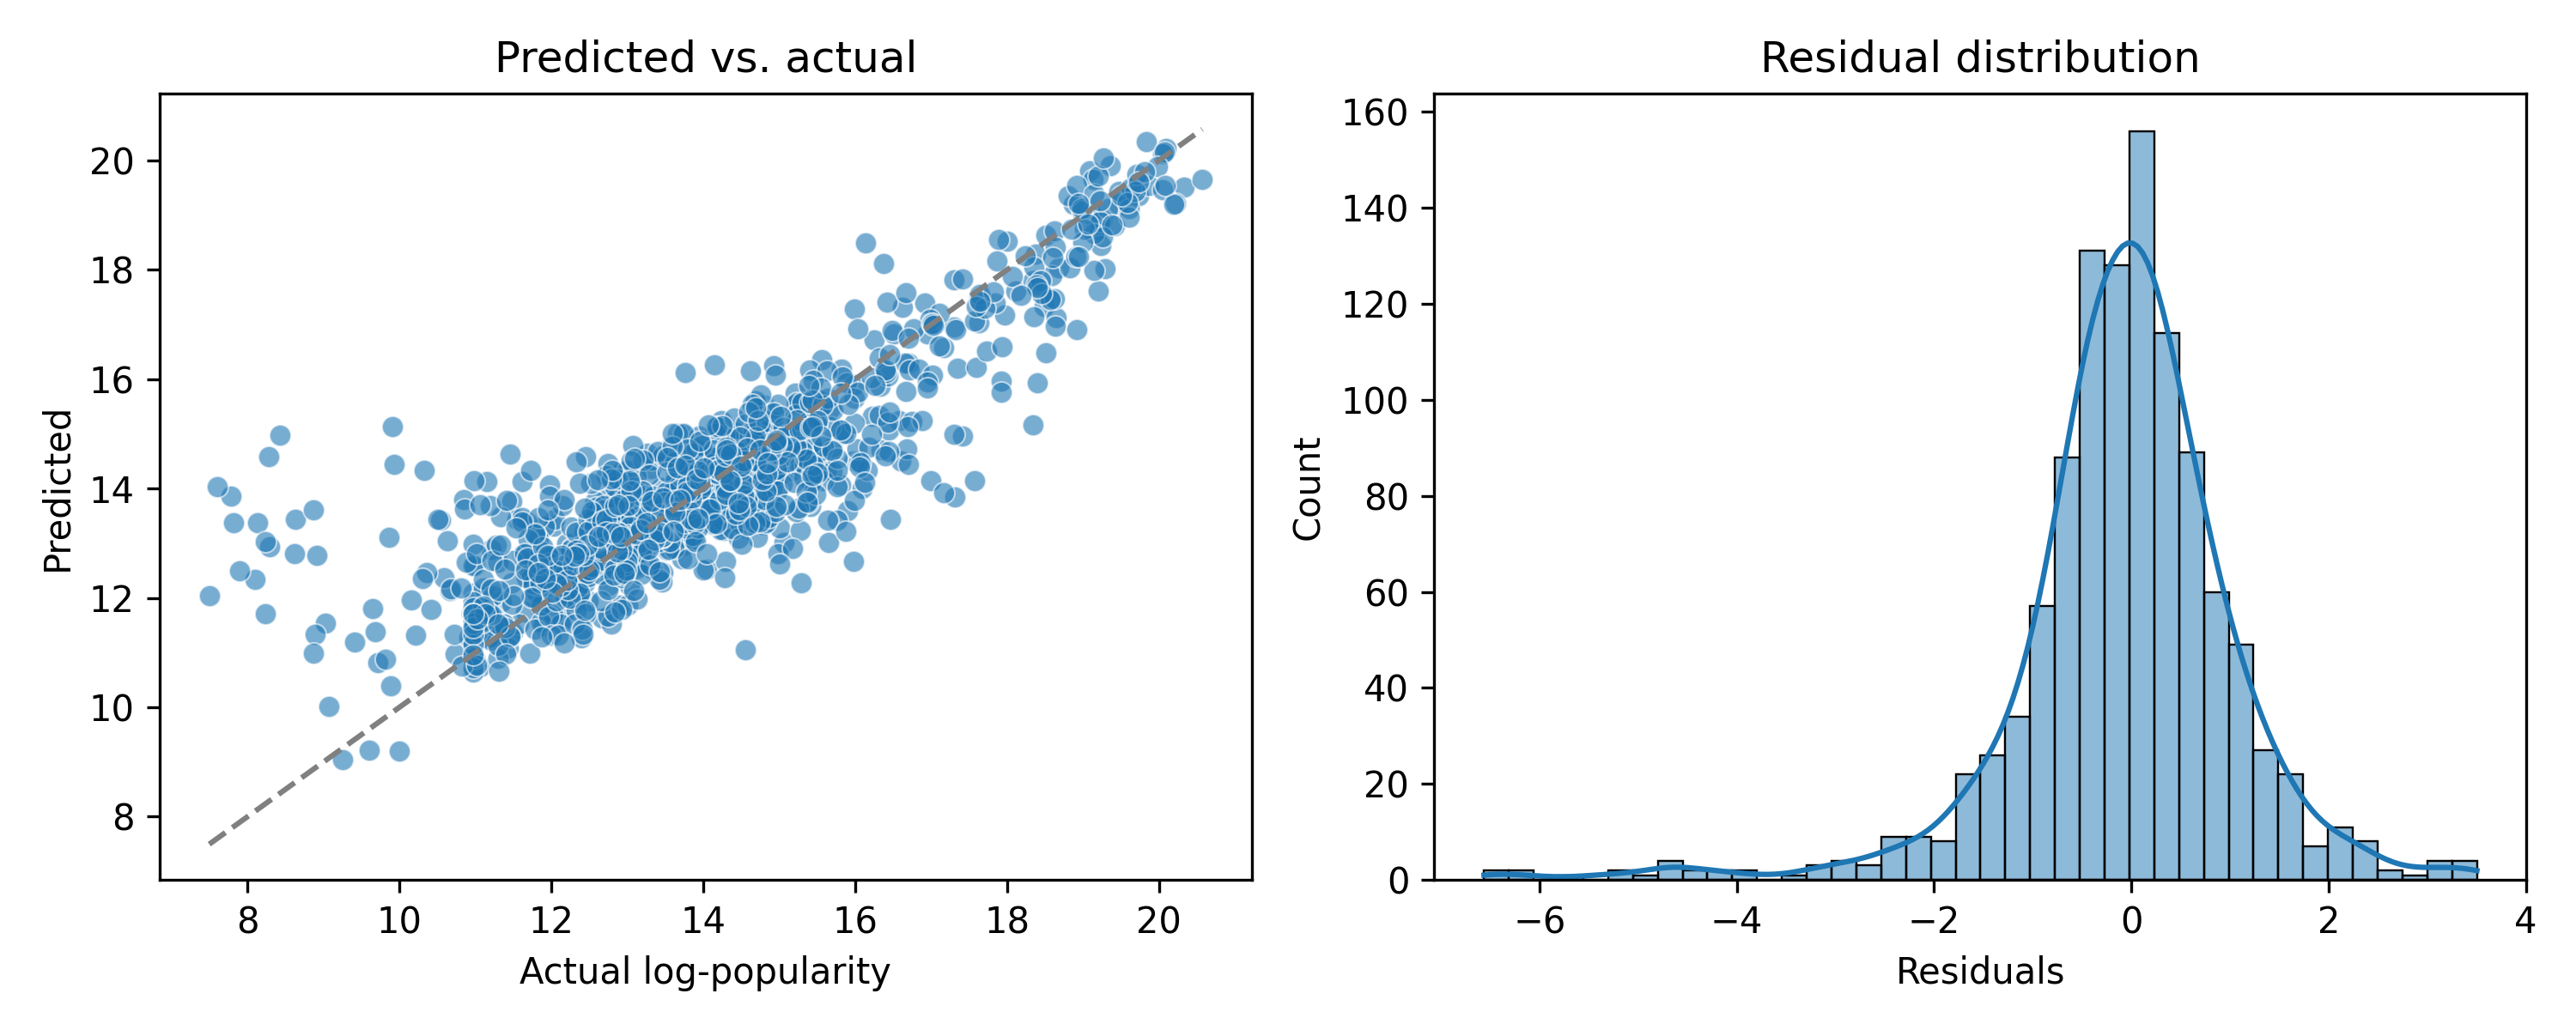 Predicted vs. actual
Predicted
20
18
16
14
12
10
8
8 10 12 14 16 18 20
Actual log-popularity
Residual distribution
Count
160
140
120
100
80
60
40
20
0
−6 −4 −2 0 2 4
Residuals